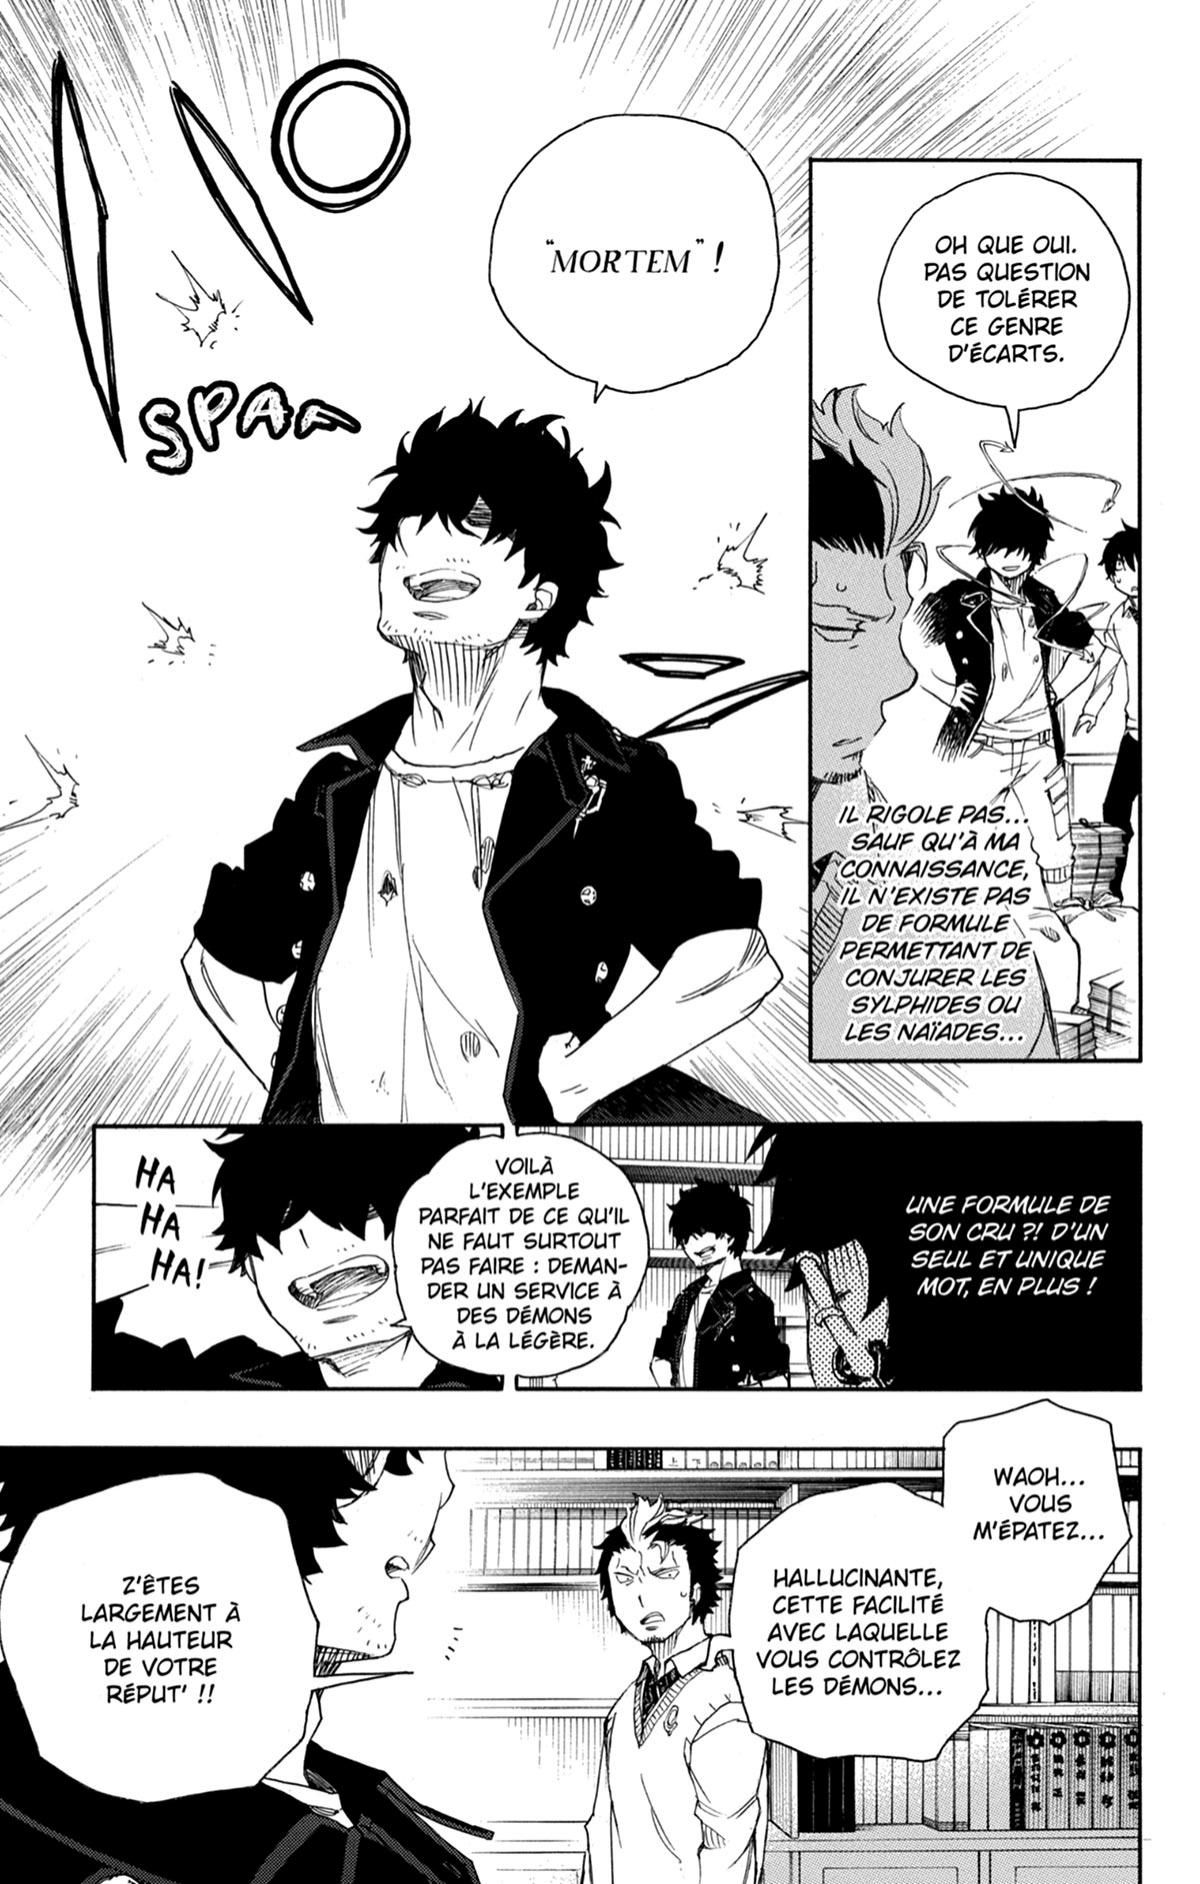 OH QUE OUI.
PAS QUESTION
DE TOLÉRER
CE GENRE
D'ÉCARTS.
IL RIGOLE PAS...
SAUF QU'À MA
CONNAISSANCE,
IL N'EXISTE PAS
DE FORMULE
PERMETTANT DE
CONJURER LES
SYLPHIDES OU
LES NAÏADES...
"MORTEM" !
SPAF
UNE FORMULE DE
SON CRU ?! D'UN
SEUL ET UNIQUE
MOT, EN PLUS !
VOILÀ
L'EXEMPLE
PARFAIT DE CE QU'IL
NE FAUT SURTOUT
PAS FAIRE : DEMAN-
DER UN SERVICE À
DES DÉMONS
À LA LÉGÈRE.
HA
HA
HA!
WAOH...
VOUS
M'ÉPATEZ...
HALLUCINANTE,
CETTE FACILITÉ
AVEC LAQUELLE
VOUS CONTRÔLEZ
LES DÉMONS...
Z'ÊTES
LARGEMENT À
LA HAUTEUR
DE VOTRE
RÉPUT' !!